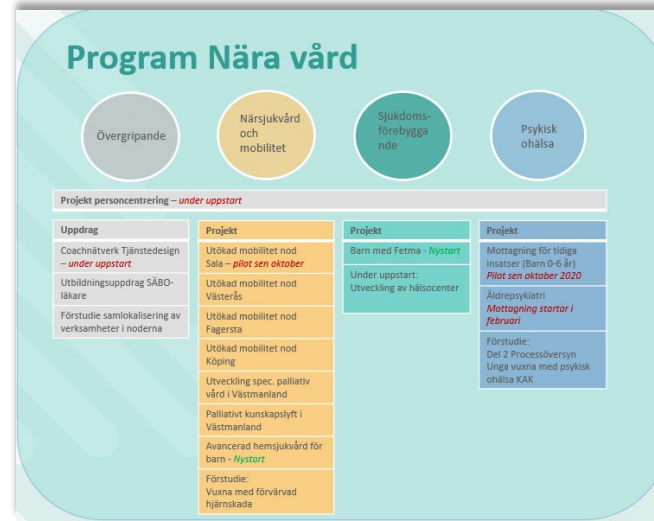 Program Nära vård
Övergripande
Närsjukvård
och
mobilitet
Sjukdoms-
förebygga
nde
Psykisk
ohälsa
Projekt personcentrering – under uppstart
Uppdrag
Coachnätverk Tjänstedesign
– under uppstart
Utbildningsuppdrag SÄBO-
läkare
Förstudie samlokalisering av
verksamheter i noderna
Projekt
Utökad mobilitet nod
Sala – pilot sen oktober
Utökad mobilitet nod
Västerås
Utökad mobilitet nod
Fagersta
Utökad mobilitet nod
Köping
Utveckling spec. palliativ
vård i Västmanland
Palliativt kunskapslyft i
Västmanland
Avancerad hemsjukvård för
barn - Nystart
Förstudie:
Vuxna med förvärvad
hjärnskada
Projekt
Barn med Fetma - Nystart
Under uppstart:
Utveckling av hälsocenter
Projekt
Mottagning för tidiga
insatser (Barn 0-6 år)
Pilot sen oktober 2020
Äldrepsykiatri
Mottagning startar i
februari
Förstudie:
Del 2 Processöversyn
Unga vuxna med psykisk
ohälsa KAK